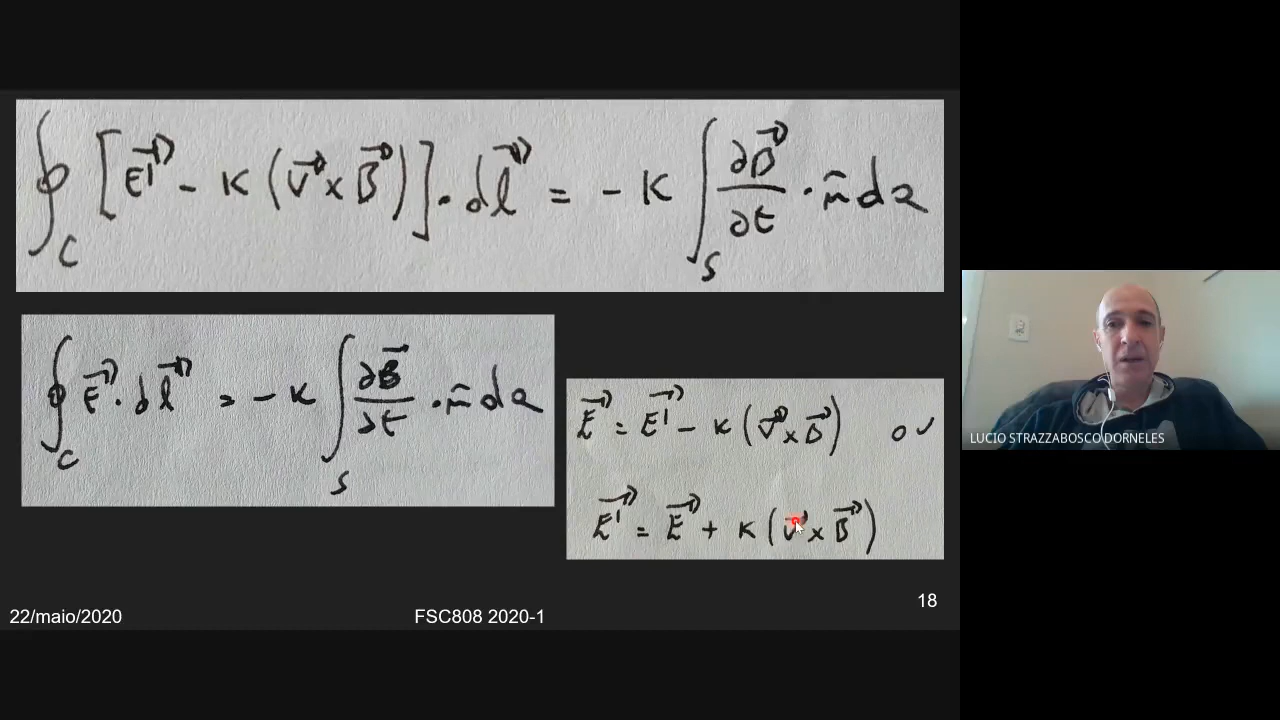 ∮_C [E⃗' - K (v⃗ × B⃗)] · dl⃗ = - K ∫_S ∂B⃗/∂t · n̂ da
∮_C E⃗ · dl⃗ = - K ∫_S ∂B⃗/∂t · n̂ da
E⃗ = E⃗' - K (v⃗ × B⃗) ou
E⃗' = E⃗ + K (v⃗ × B⃗)
LUCIO STRAZZABOSCO DORNELES
22/maio/2020
FSC808 2020-1
18